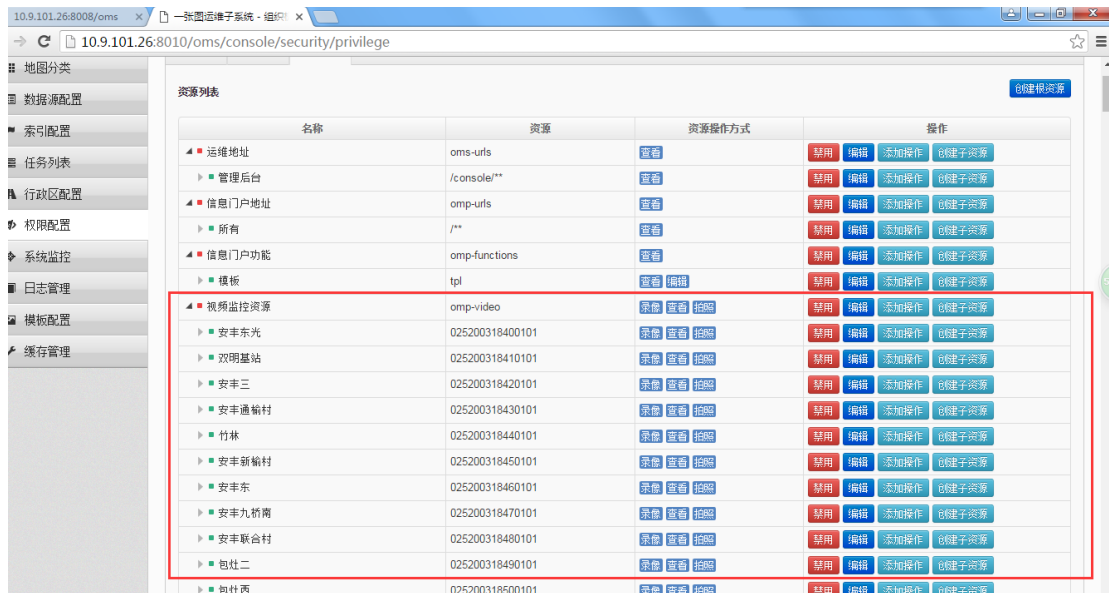 10.9.101.26:8008/oms × 一张图运维子系统 - 组织 ×
10.9.101.26:8010/oms/console/security/privilege
地图分类
数据源配置
索引配置
任务列表
行政区配置
权限配置
系统监控
日志管理
模板配置
缓存管理
资源列表 创建根资源
名称 资源 资源操作方式 操作
运维地址 oms-urls 查看 禁用 编辑 添加操作 创建子资源
管理后台 /console/** 查看 禁用 编辑 添加操作 创建子资源
信息门户地址 omp-urls 查看 禁用 编辑 添加操作 创建子资源
所有 /** 查看 禁用 编辑 添加操作 创建子资源
信息门户功能 omp-functions 查看 禁用 编辑 添加操作 创建子资源
模板 tpl 查看 编辑 禁用 编辑 添加操作 创建子资源
视频监控资源 omp-video 录像 查看 拍照 禁用 编辑 添加操作 创建子资源
安丰东光 025200318400101 录像 查看 拍照 禁用 编辑 添加操作 创建子资源
双明基站 025200318410101 录像 查看 拍照 禁用 编辑 添加操作 创建子资源
安丰三 025200318420101 录像 查看 拍照 禁用 编辑 添加操作 创建子资源
安丰通榆村 025200318430101 录像 查看 拍照 禁用 编辑 添加操作 创建子资源
竹林 025200318440101 录像 查看 拍照 禁用 编辑 添加操作 创建子资源
安丰新榆村 025200318450101 录像 查看 拍照 禁用 编辑 添加操作 创建子资源
安丰东 025200318460101 录像 查看 拍照 禁用 编辑 添加操作 创建子资源
安丰九桥南 025200318470101 录像 查看 拍照 禁用 编辑 添加操作 创建子资源
安丰联合村 025200318480101 录像 查看 拍照 禁用 编辑 添加操作 创建子资源
包灶二 025200318490101 录像 查看 拍照 禁用 编辑 添加操作 创建子资源
包灶西 025200318500101 录像 查看 拍照 禁用 编辑 添加操作 创建子资源